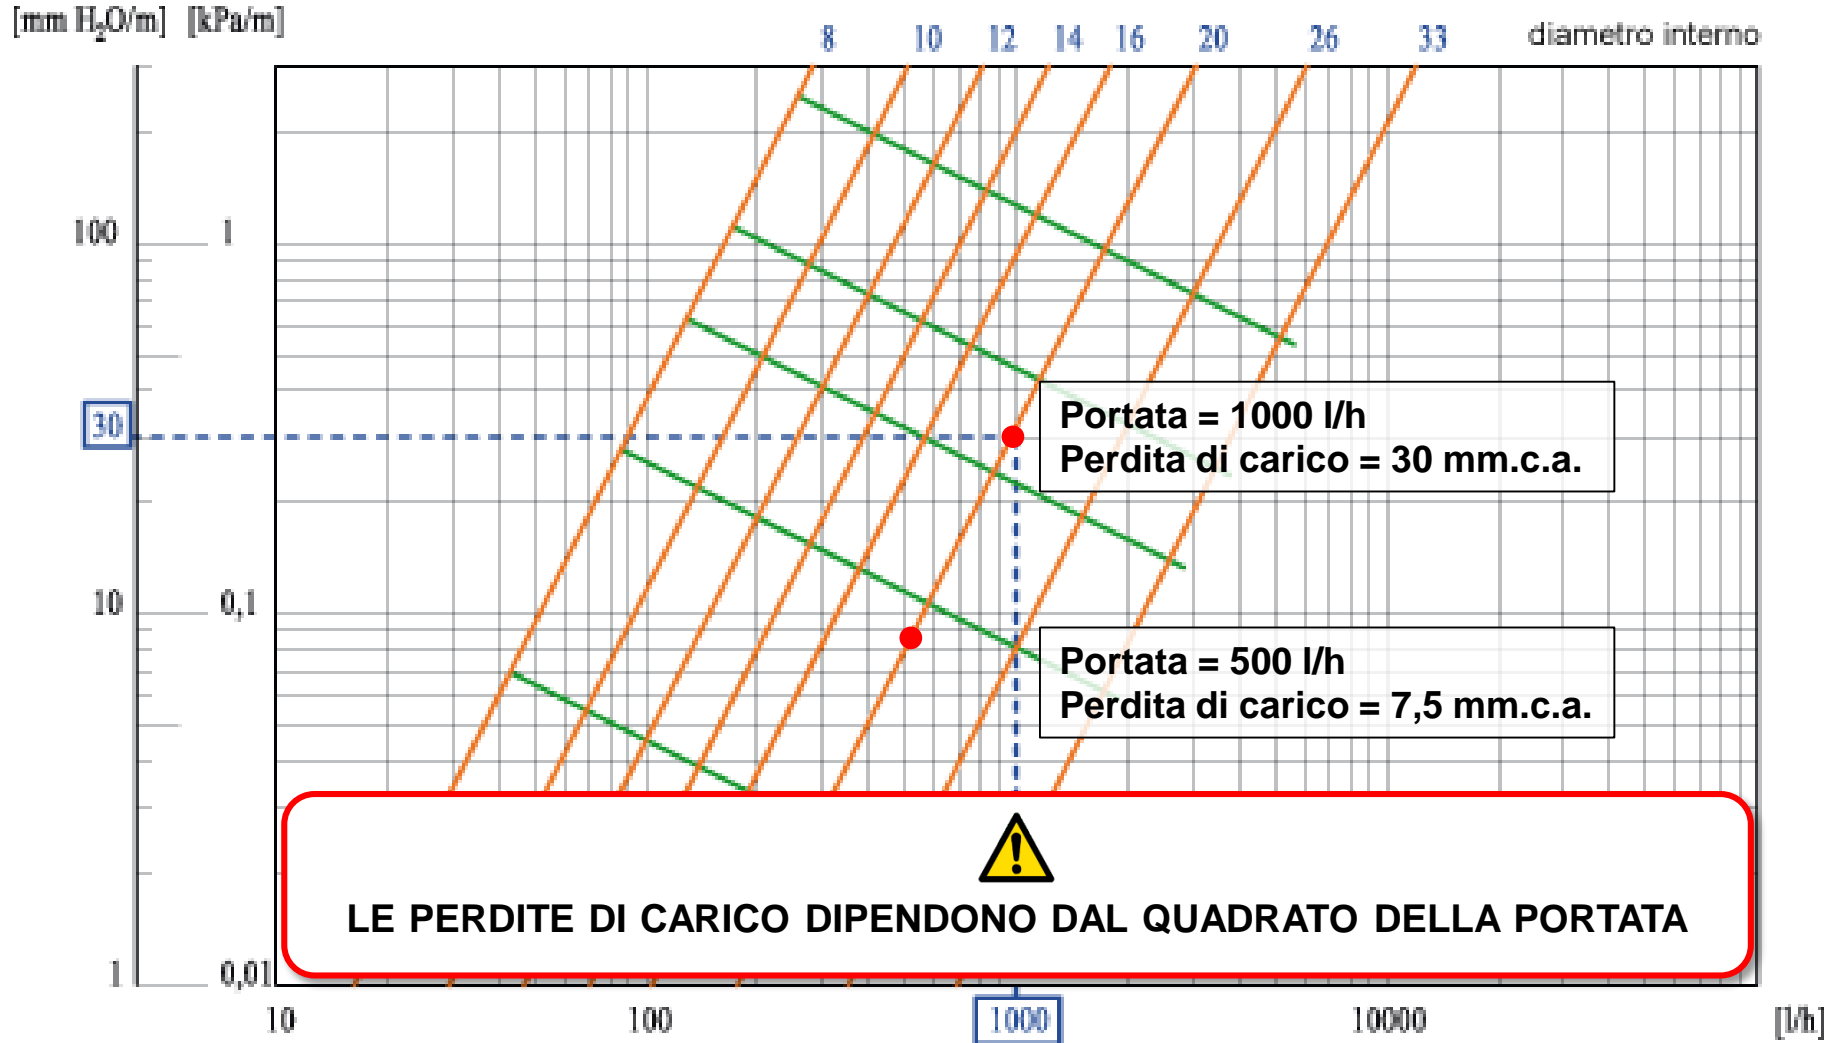 [mm H₂O/m] [kPa/m]
8 10 12 14 16 20 26 33 diametro interno
100 1
30
Portata = 1000 l/h
Perdita di carico = 30 mm.c.a.
10 0,1
Portata = 500 l/h
Perdita di carico = 7,5 mm.c.a.
LE PERDITE DI CARICO DIPENDONO DAL QUADRATO DELLA PORTATA
1 0,01
10 100 1000 10000 [l/h]